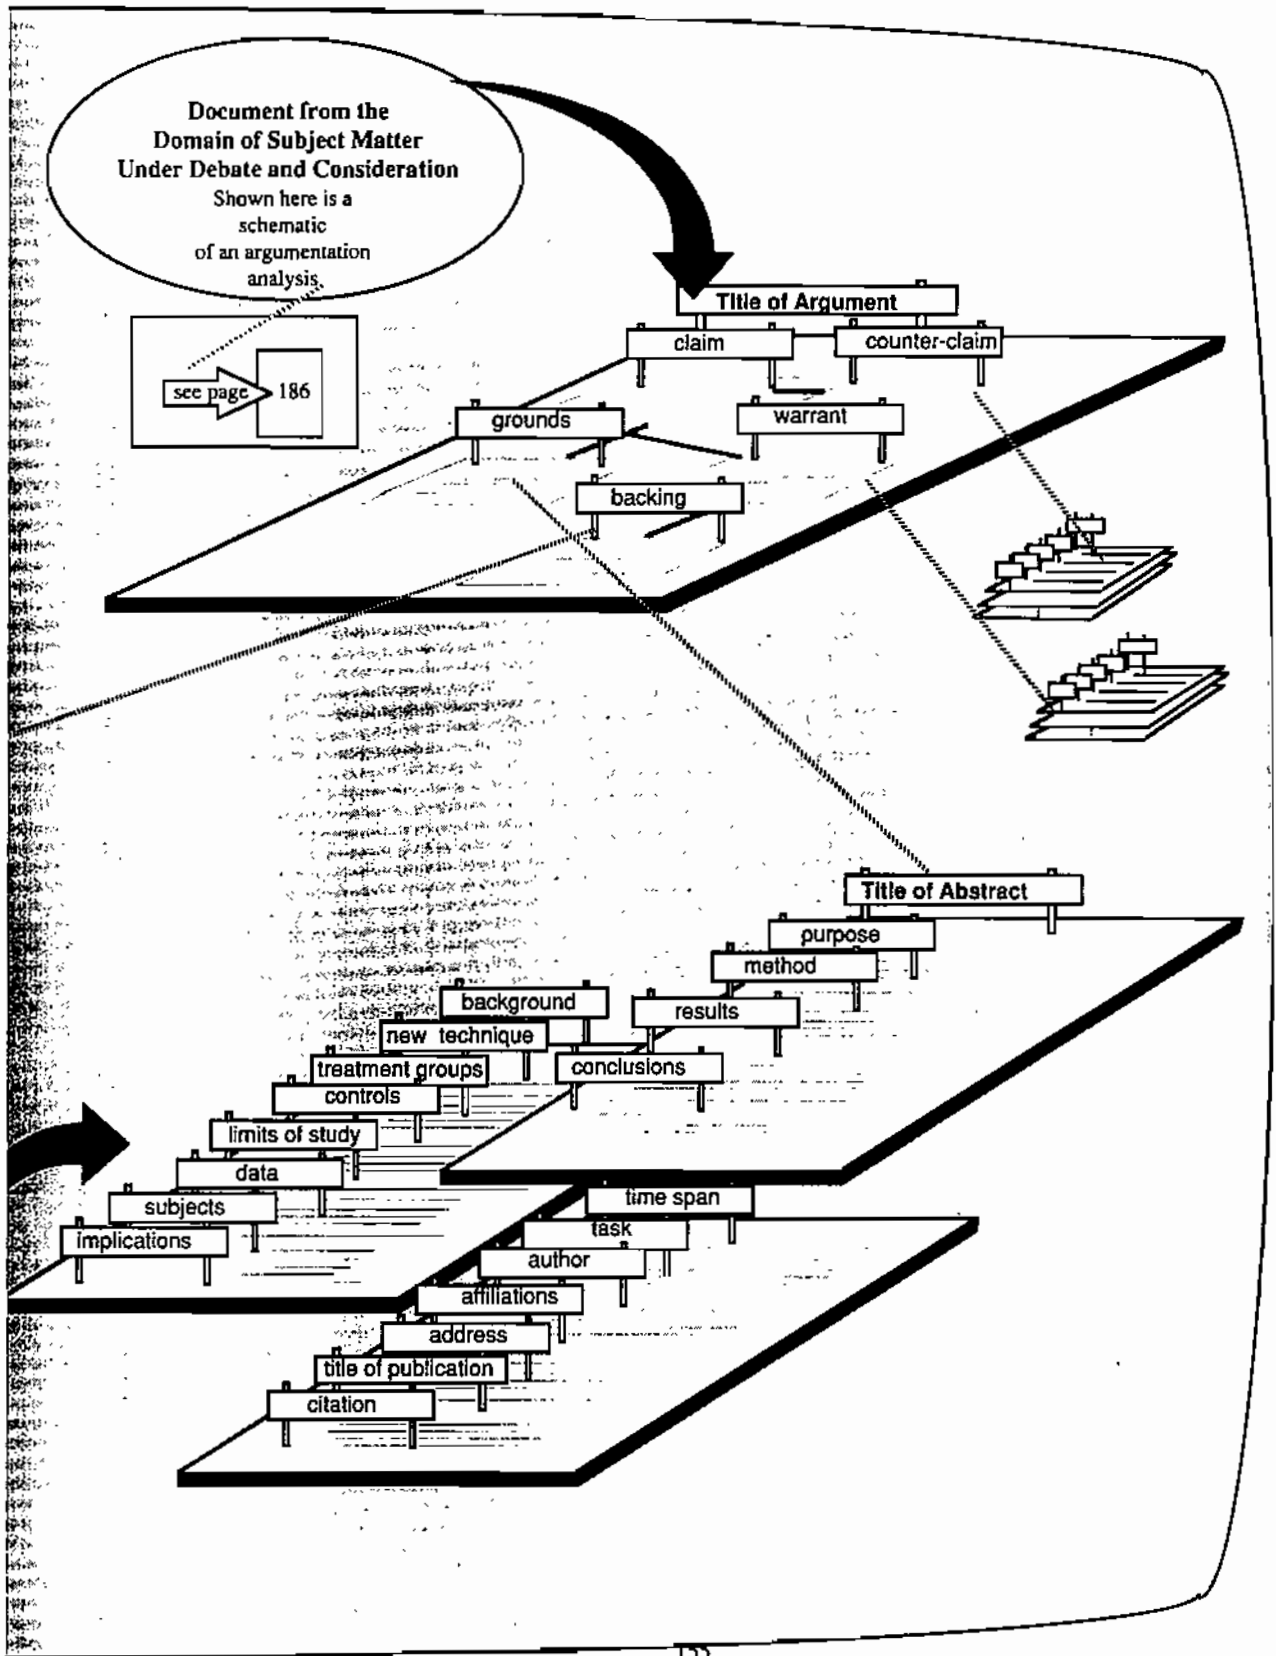 Document from the
Domain of Subject Matter
Under Debate and Consideration
Shown here is a
schematic
of an argumentation
analysis.
see page
186
Title of Argument
claim
counter-claim
grounds
warrant
backing
Title of Abstract
purpose
method
results
conclusions
background
new technique
treatment groups
controls
limits of study
data
subjects
implications
time span
task
author
affiliations
address
title of publication
citation